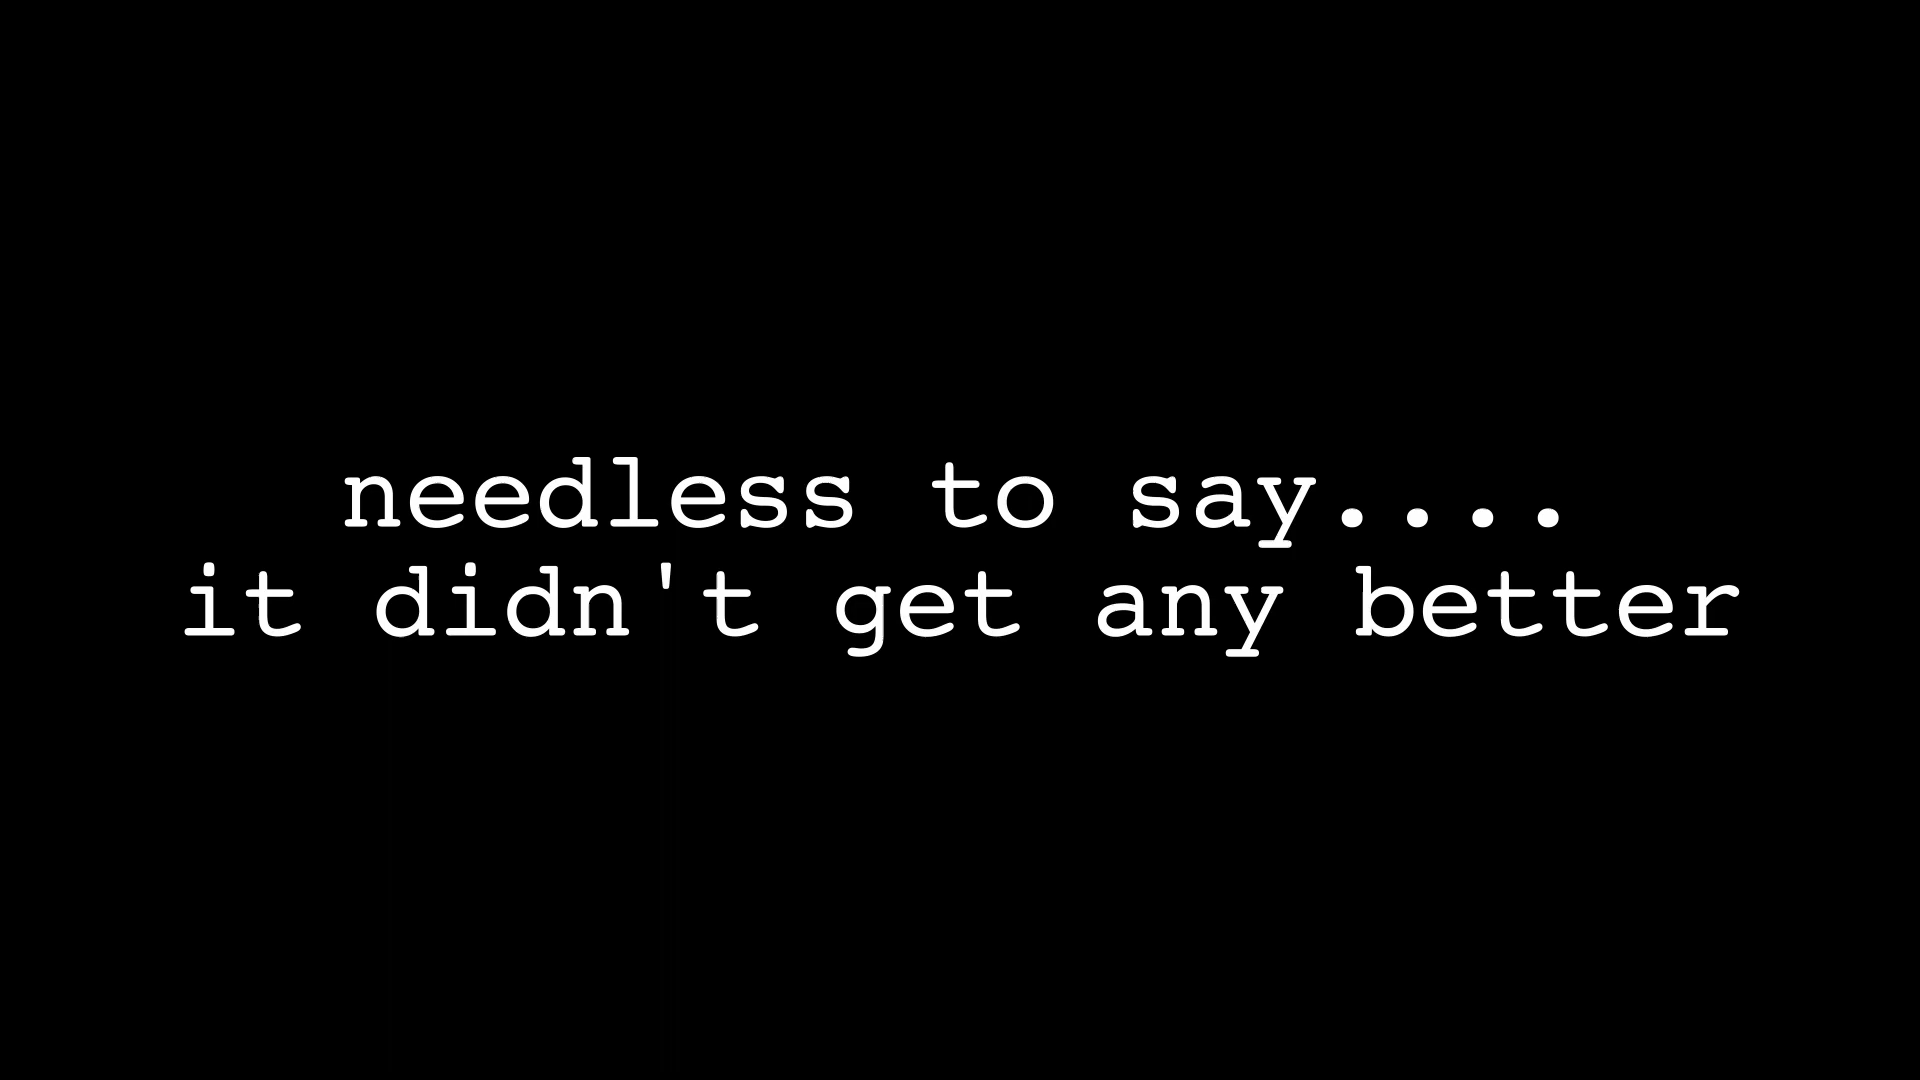 needless to say....
it didn't get any better